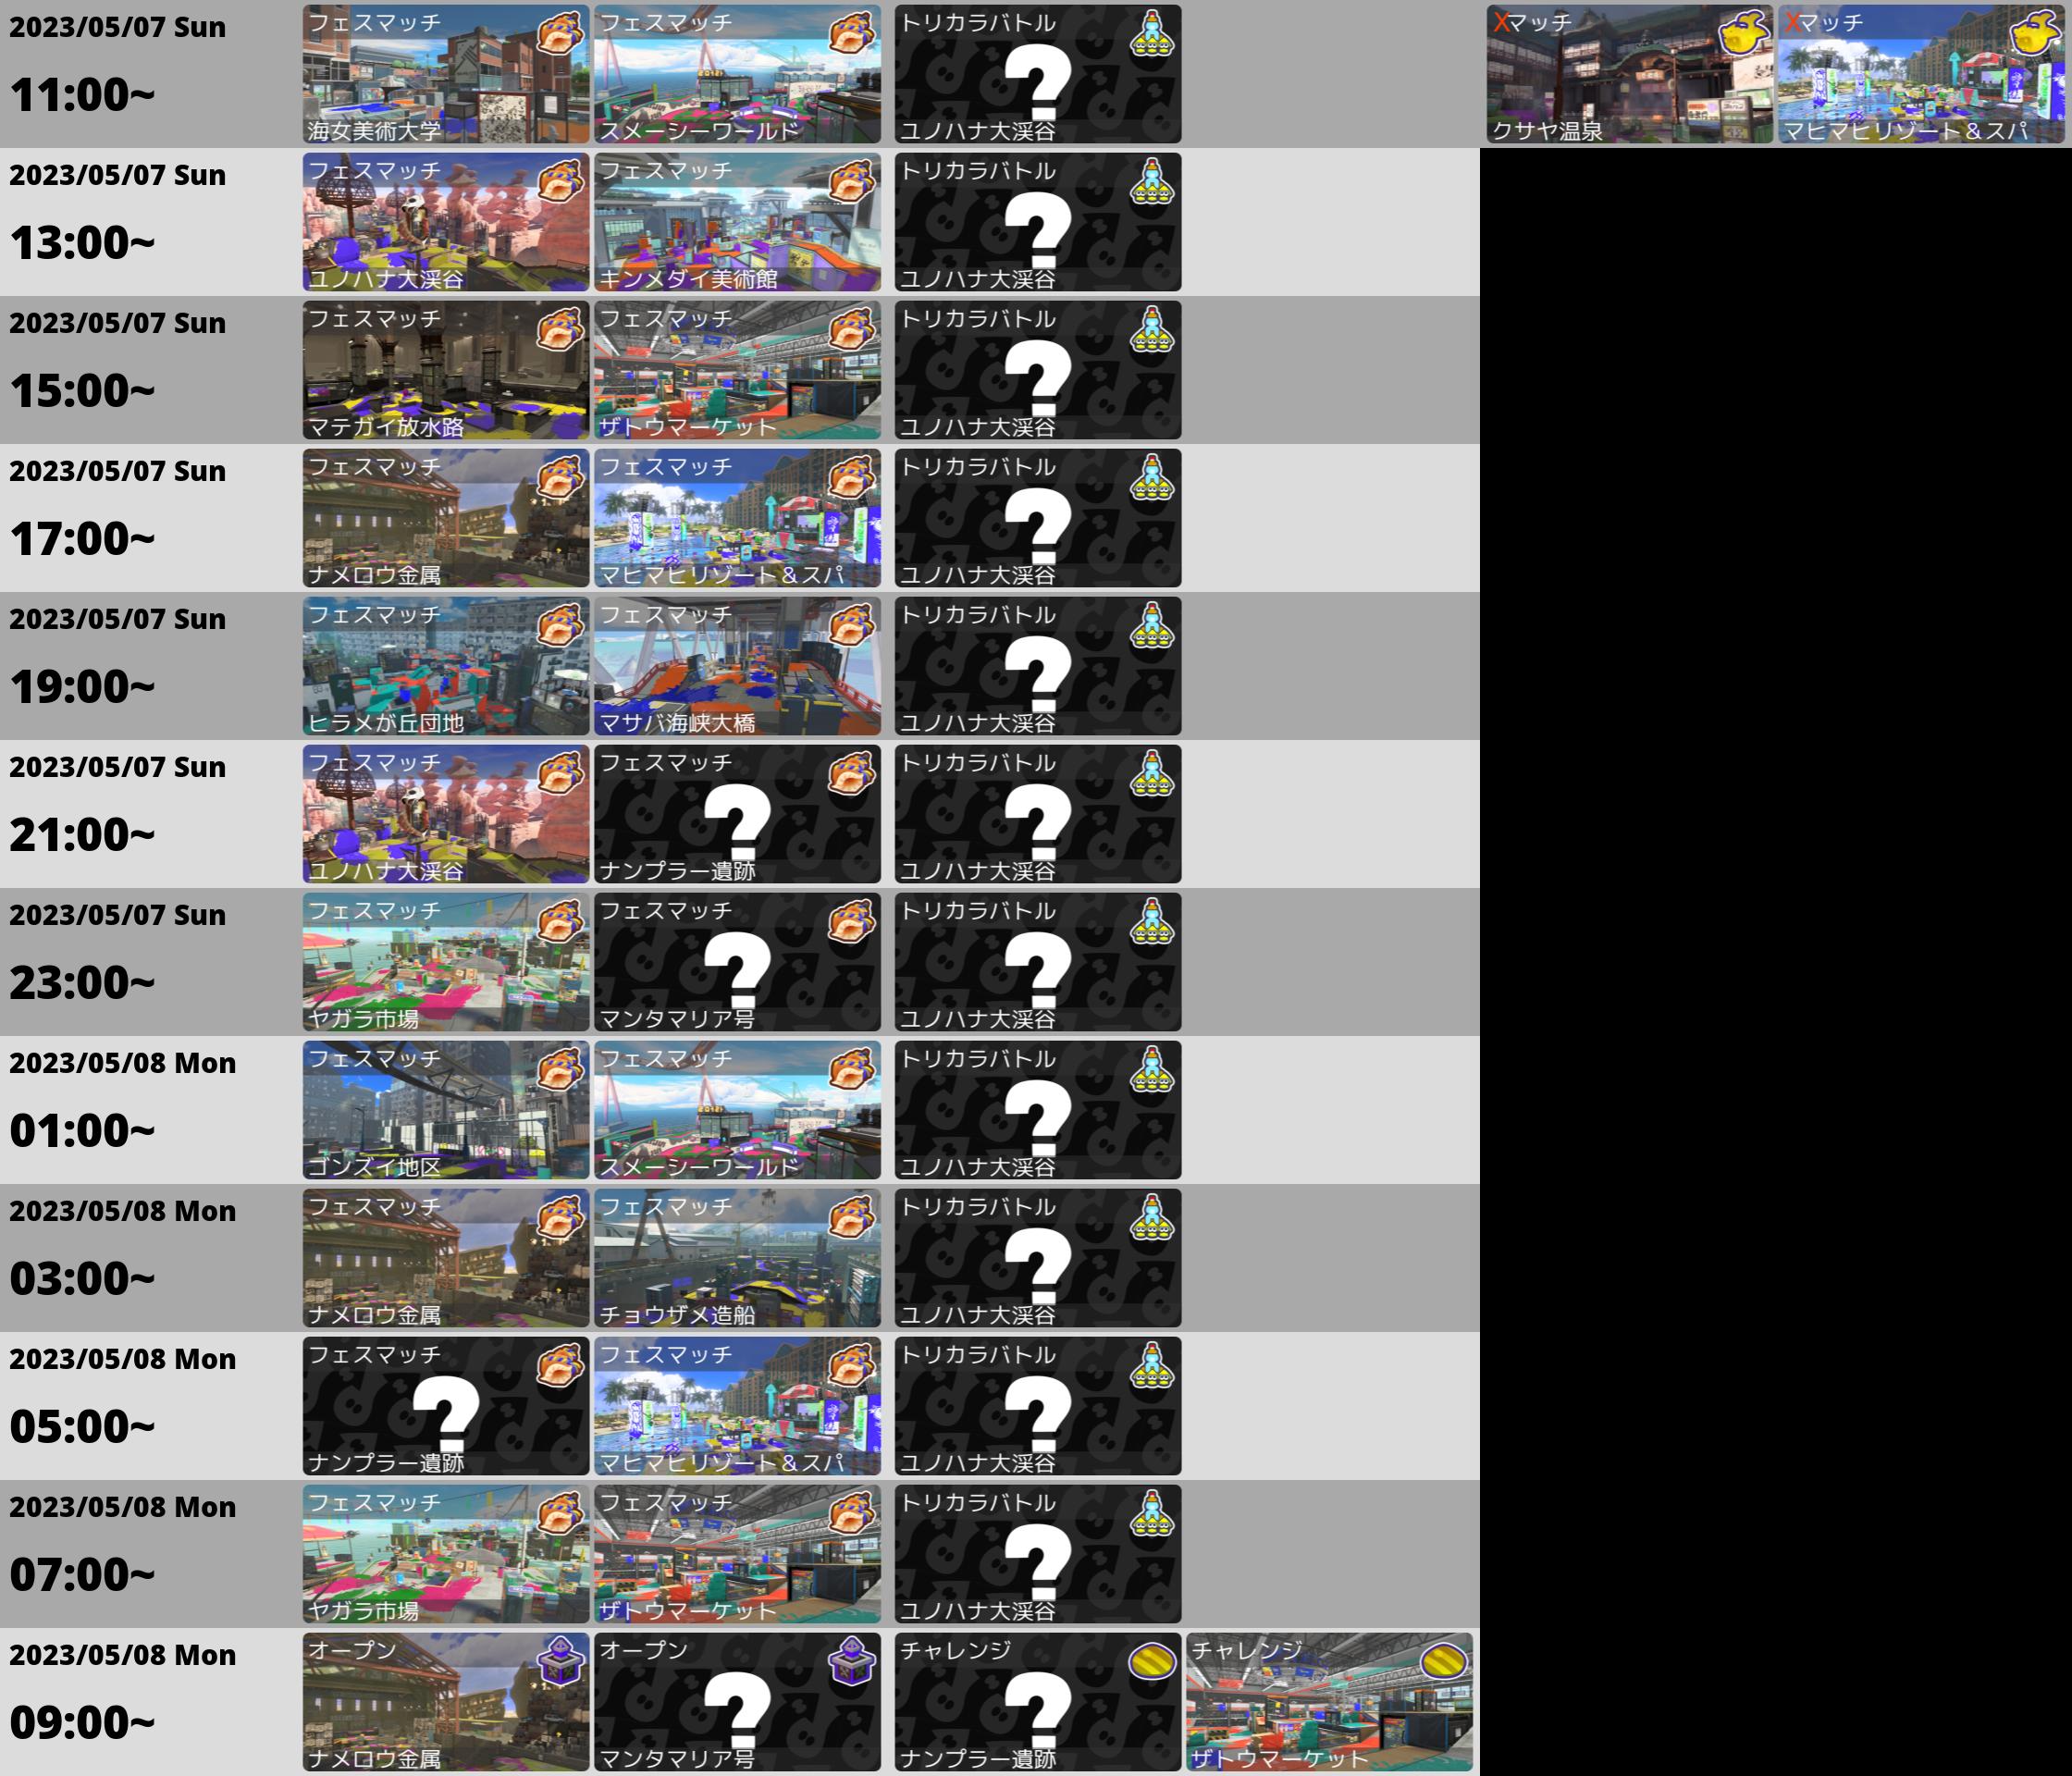 2023/05/07 Sun
11:00~
フェスマッチ
海女美術大学
フェスマッチ
スメーシーワールド
トリカラバトル
?
ユノハナ大渓谷
Xマッチ
クサヤ温泉
Xマッチ
マヒマヒリゾート&スパ
2023/05/07 Sun
13:00~
フェスマッチ
ユノハナ大渓谷
フェスマッチ
キンメダイ美術館
トリカラバトル
?
ユノハナ大渓谷
2023/05/07 Sun
15:00~
フェスマッチ
マテガイ放水路
フェスマッチ
ザトウマーケット
トリカラバトル
?
ユノハナ大渓谷
2023/05/07 Sun
17:00~
フェスマッチ
ナメロウ金属
フェスマッチ
マヒマヒリゾート&スパ
トリカラバトル
?
ユノハナ大渓谷
2023/05/07 Sun
19:00~
フェスマッチ
ヒラメが丘団地
フェスマッチ
マサバ海峡大橋
トリカラバトル
?
ユノハナ大渓谷
2023/05/07 Sun
21:00~
フェスマッチ
ユノハナ大渓谷
フェスマッチ
?
ナンプラー遺跡
トリカラバトル
?
ユノハナ大渓谷
2023/05/07 Sun
23:00~
フェスマッチ
ヤガラ市場
フェスマッチ
?
マンタマリア号
トリカラバトル
?
ユノハナ大渓谷
2023/05/08 Mon
01:00~
フェスマッチ
ゴンズイ地区
フェスマッチ
スメーシーワールド
トリカラバトル
?
ユノハナ大渓谷
2023/05/08 Mon
03:00~
フェスマッチ
ナメロウ金属
フェスマッチ
チョウザメ造船
トリカラバトル
?
ユノハナ大渓谷
2023/05/08 Mon
05:00~
フェスマッチ
?
ナンプラー遺跡
フェスマッチ
マヒマヒリゾート&スパ
トリカラバトル
?
ユノハナ大渓谷
2023/05/08 Mon
07:00~
フェスマッチ
ヤガラ市場
フェスマッチ
ザトウマーケット
トリカラバトル
?
ユノハナ大渓谷
2023/05/08 Mon
09:00~
オープン
ナメロウ金属
オープン
?
マンタマリア号
チャレンジ
?
ナンプラー遺跡
チャレンジ
ザトウマーケット